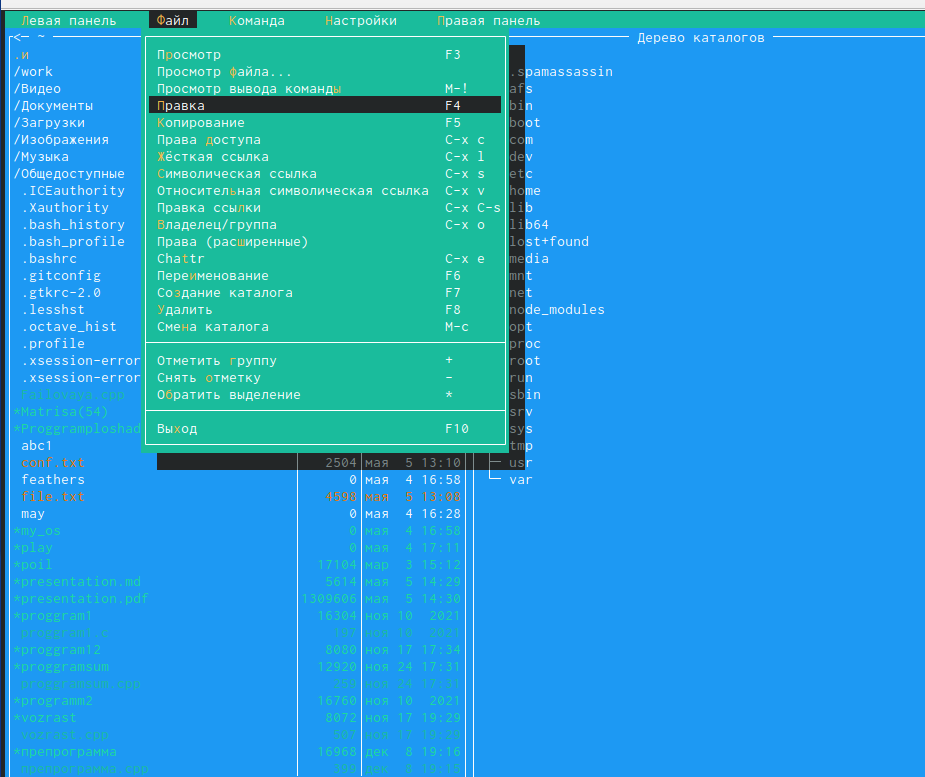 Левая панель Файл Команда Настройки Правая панель
<─ ~ Дерево каталогов
.и Просмотр F3
/work Просмотр файла... .spamassassin
/Видео Просмотр вывода команды M-! afs
/Документы Правка F4 bin
/Загрузки Копирование F5 boot
/Изображения Права доступа C-x c com
/Музыка Жёсткая ссылка C-x l dev
/Общедоступные Символическая ссылка C-x s etc
.ICEauthority Относительная символическая ссылка C-x v home
.Xauthority Правка ссылки C-x C-s lib
.bash_history Владелец/группа C-x o lib64
.bash_profile Права (расширенные) lost+found
.bashrc Chattr C-x e media
.gitconfig Переименование F6 mnt
.gtkrc-2.0 Создание каталога F7 net
.lesshst Удалить F8 node_modules
.octave_hist Смена каталога M-c opt
.profile proc
.xsession-error Отметить группу + root
.xsession-error Снять отметку - run
Failovaya.cpp Обратить выделение * sbin
*Matrisa(54) srv
*Proggramploshad Выход F10 sys
abc1 tmp
conf.txt 2504 мая 5 13:10 usr
feathers 0 мая 4 16:58 var
file.txt 4598 мая 5 13:08
may 0 мая 4 16:28
*my_os 0 мая 4 16:58
*play 0 мая 4 17:11
*poil 17104 мар 3 15:12
*presentation.md 5614 мая 5 14:29
*presentation.pdf 1309606 мая 5 14:30
*proggram1 16304 ноя 10 2021
proggram1.c 197 ноя 10 2021
*proggram12 8080 ноя 17 17:34
*proggramsum 12920 ноя 24 17:31
proggramsum.cpp 259 ноя 24 17:31
*programm2 16760 ноя 10 2021
*vozrast 8072 ноя 17 19:29
vozrast.cpp 507 ноя 17 19:29
*препрограмма 16968 дек 8 19:16
препрограмма.cpp 399 дек 8 19:15